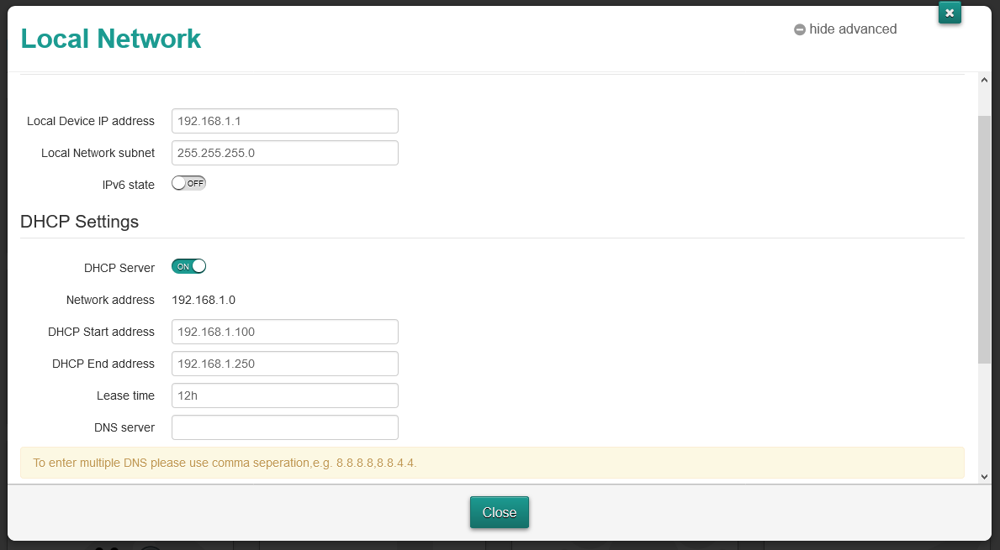 Local Network
hide advanced
Local Device IP address 192.168.1.1
Local Network subnet 255.255.255.0
IPv6 state OFF
DHCP Settings
DHCP Server ON
Network address 192.168.1.0
DHCP Start address 192.168.1.100
DHCP End address 192.168.1.250
Lease time 12h
DNS server
To enter multiple DNS please use comma seperation,e.g. 8.8.8.8,8.8.4.4.
Close